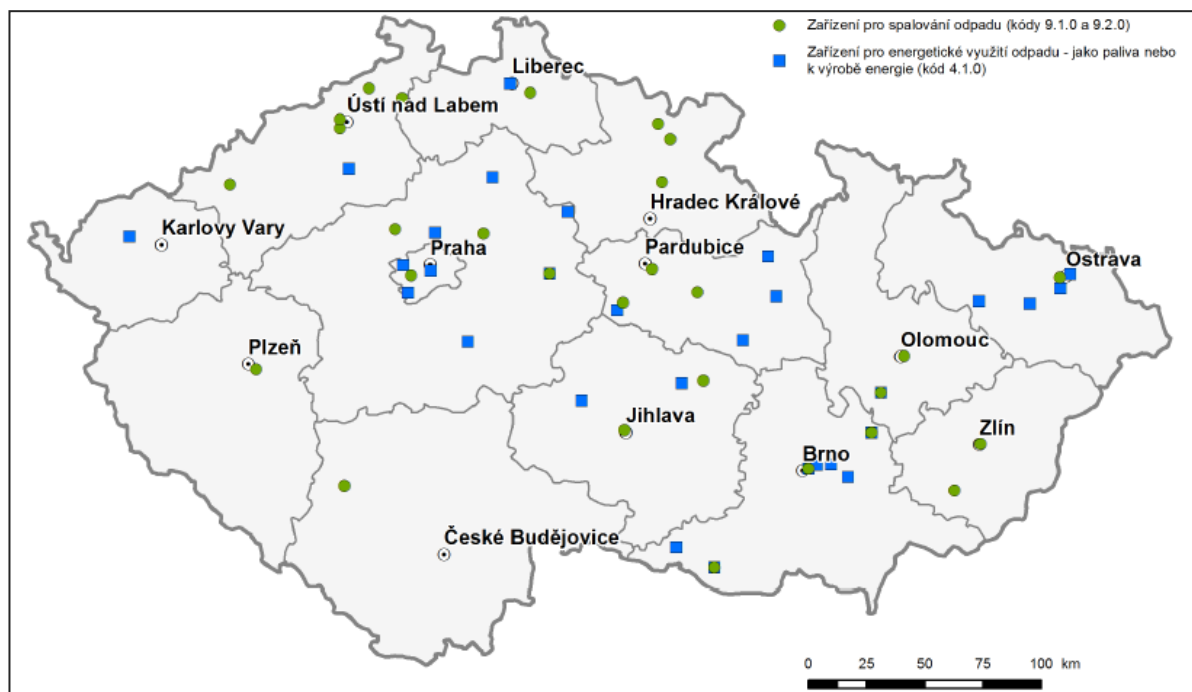 Zařízení pro spalování odpadu (kódy 9.1.0 a 9.2.0)
Zařízení pro energetické využití odpadu - jako paliva nebo
k výrobě energie (kód 4.1.0)
Liberec
Ústí nad Labem
Hradec Králové
Karlovy Vary
Praha
Pardubice
Ostrava
Plzeň
Olomouc
Jihlava
Zlín
Brno
České Budějovice
0 25 50 75 100 km